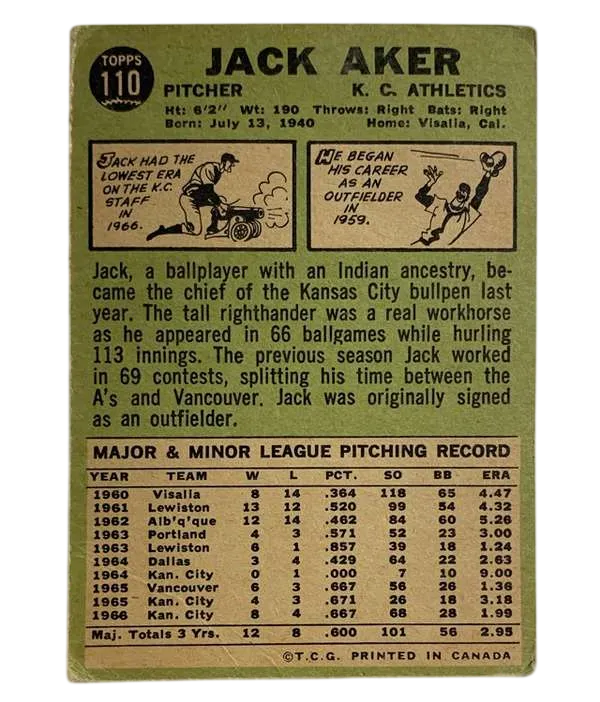 TOPPS
110
JACK AKER
PITCHER K. C. ATHLETICS
Ht: 6'2" Wt: 190 Throws: Right Bats: Right
Born: July 13, 1940 Home: Visalia, Cal.
JACK HAD THE
LOWEST ERA
ON THE K.C.
STAFF
IN
1966.
HE BEGAN
HIS CAREER
AS AN
OUTFIELDER
IN
1959.
Jack, a ballplayer with an Indian ancestry, be-
came the chief of the Kansas City bullpen last
year. The tall righthander was a real workhorse
as he appeared in 66 ballgames while hurling
113 innings. The previous season Jack worked
in 69 contests, splitting his time between the
A's and Vancouver. Jack was originally signed
as an outfielder.
MAJOR & MINOR LEAGUE PITCHING RECORD
YEAR TEAM W L PCT. SO BB ERA
1960 Visalia 8 14 .364 118 65 4.47
1961 Lewiston 13 12 .520 99 54 4.32
1962 Alb'q'que 12 14 .462 84 60 5.26
1963 Portland 4 3 .571 52 23 3.00
1963 Lewiston 6 1 .857 39 18 1.24
1964 Dallas 3 4 .429 64 22 2.63
1964 Kan. City 0 1 .000 7 10 9.00
1965 Vancouver 6 3 .667 56 26 1.36
1965 Kan. City 4 3 .571 26 18 3.18
1966 Kan. City 8 4 .667 68 28 1.99
Maj. Totals 3 Yrs. 12 8 .600 101 56 2.95
©T.C.G. PRINTED IN CANADA